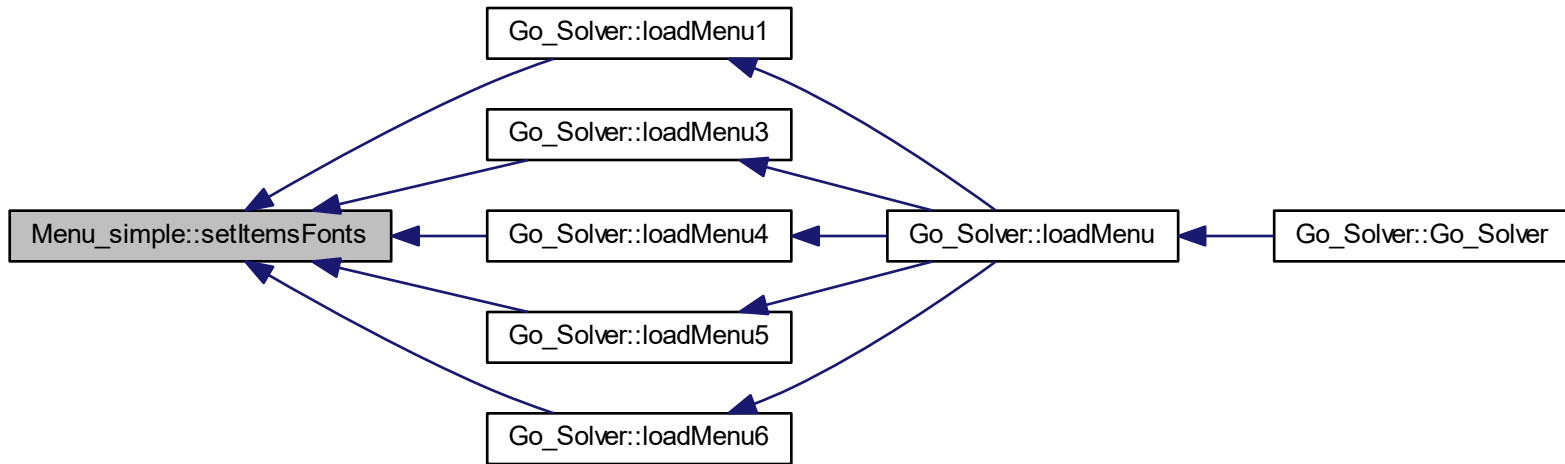 Go_Solver::loadMenu1
Go_Solver::loadMenu3
Menu_simple::setItemsFonts
Go_Solver::loadMenu4
Go_Solver::loadMenu
Go_Solver::Go_Solver
Go_Solver::loadMenu5
Go_Solver::loadMenu6